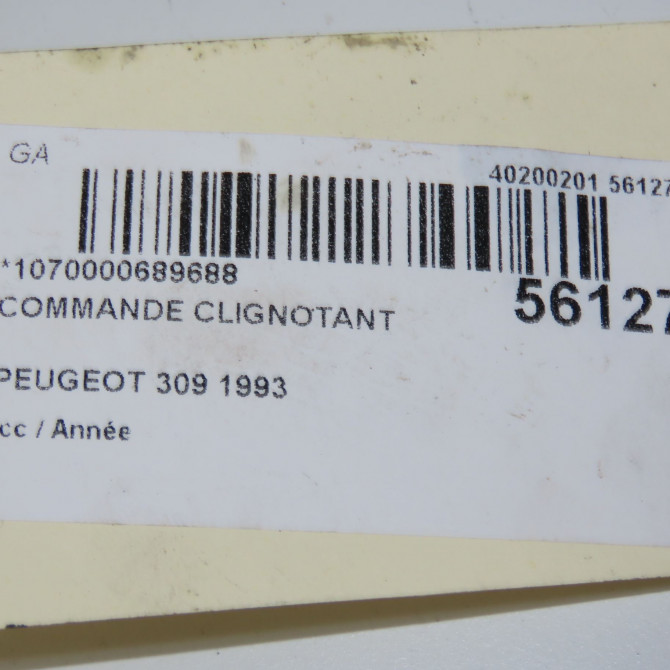 GA
40200201 56127
*1070000689688
56127
COMMANDE CLIGNOTANT
PEUGEOT 309 1993
cc / Année